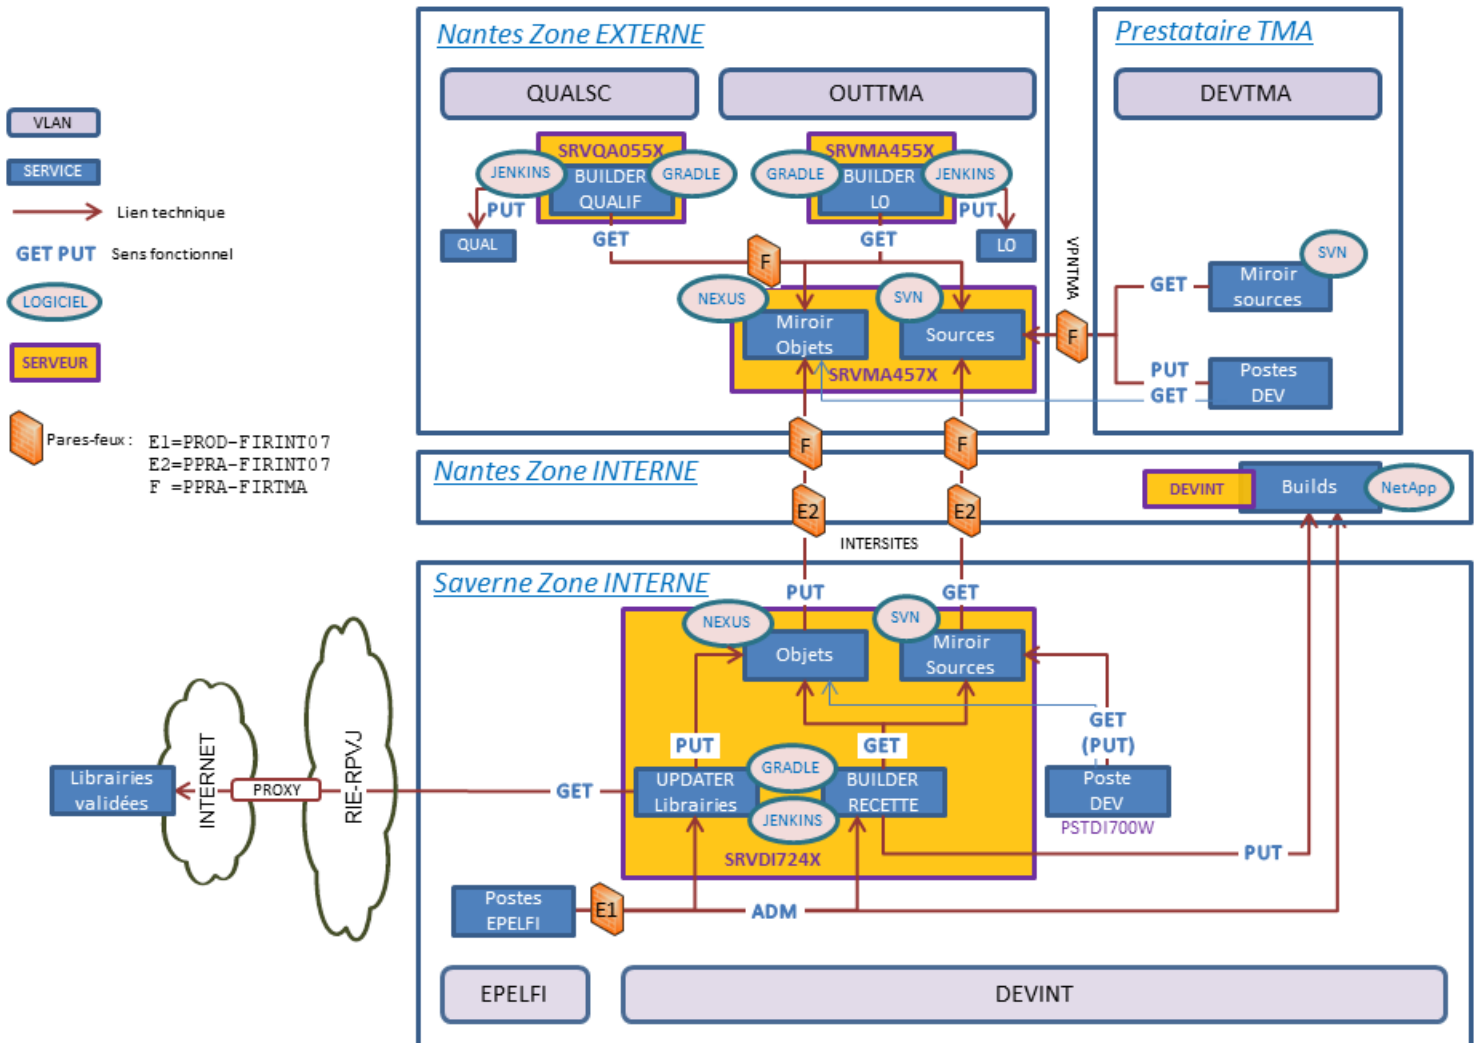 Nantes Zone EXTERNE
Prestataire TMA
QUALSC
OUTTMA
DEVTMA
VLAN
SERVICE
Lien technique
GET PUT Sens fonctionnel
LOGICIEL
SERVEUR
Pares-feux :
E1=PROD-FIRINT07
E2=PPRA-FIRINT07
F =PPRA-FIRTMA
SRVQA055X
JENKINS
BUILDER
QUALIF
GRADLE
PUT
QUAL
GET
SRVMA455X
GRADLE
BUILDER
LO
JENKINS
PUT
LO
GET
F
NEXUS
Miroir
Objets
SVN
Sources
SRVMA457X
VPNTMA
F
GET
Miroir
sources
SVN
PUT
GET
Postes
DEV
F
F
Nantes Zone INTERNE
E2
E2
DEVINT
Builds
NetApp
INTERSITES
Saverne Zone INTERNE
PUT
GET
NEXUS
Objets
SVN
Miroir
Sources
GET
(PUT)
PUT
GET
GRADLE
UPDATER
Librairies
BUILDER
RECETTE
JENKINS
SRVDI724X
Poste
DEV
PSTDI700W
Librairies
validées
INTERNET
PROXY
RIE-RPVJ
GET
PUT
Postes
EPELFI
E1
ADM
EPELFI
DEVINT